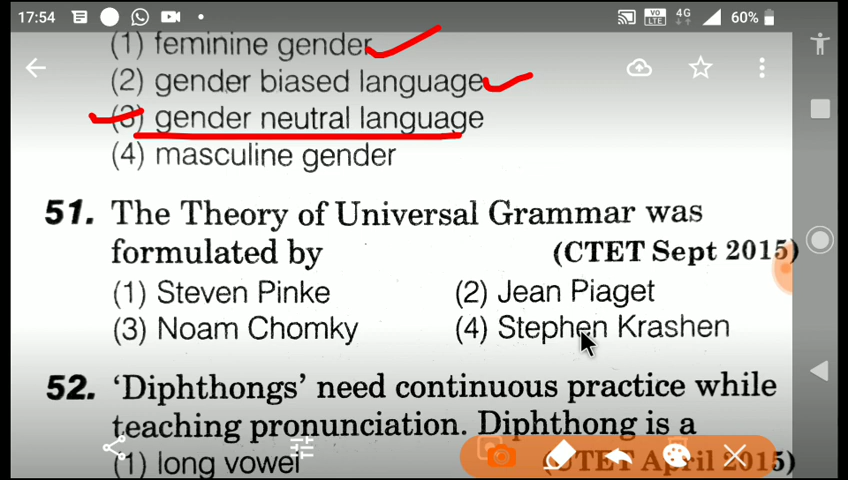 17:54
VO LTE 4G 60%
(1) feminine gender
(2) gender biased language
(3) gender neutral language
(4) masculine gender
51. The Theory of Universal Grammar was
formulated by (CTET Sept 2015)
(1) Steven Pinke (2) Jean Piaget
(3) Noam Chomky (4) Stephen Krashen
52. 'Diphthongs' need continuous practice while
teaching pronunciation. Diphthong is a
(1) long vowel (CTET April 2015)